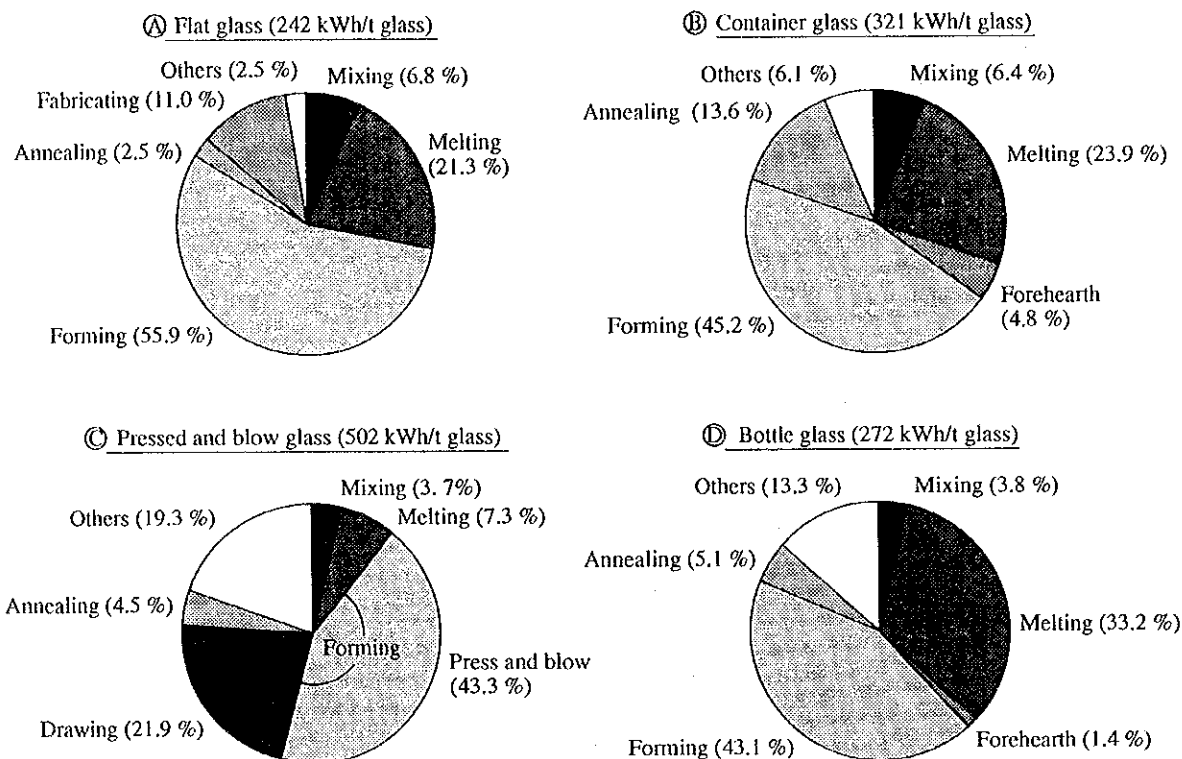 Ⓐ Flat glass (242 kWh/t glass)
Others (2.5 %)
Mixing (6.8 %)
Fabricating (11.0 %)
Annealing (2.5 %)
Melting
(21.3 %)
Forming (55.9 %)
Ⓑ Container glass (321 kWh/t glass)
Others (6.1 %)
Mixing (6.4 %)
Annealing (13.6 %)
Melting (23.9 %)
Forehearth
(4.8 %)
Forming (45.2 %)
Ⓒ Pressed and blow glass (502 kWh/t glass)
Mixing (3. 7%)
Others (19.3 %)
Melting (7.3 %)
Annealing (4.5 %)
Forming
Press and blow
(43.3 %)
Drawing (21.9 %)
Ⓓ Bottle glass (272 kWh/t glass)
Others (13.3 %)
Mixing (3.8 %)
Annealing (5.1 %)
Melting (33.2 %)
Forehearth (1.4 %)
Forming (43.1 %)